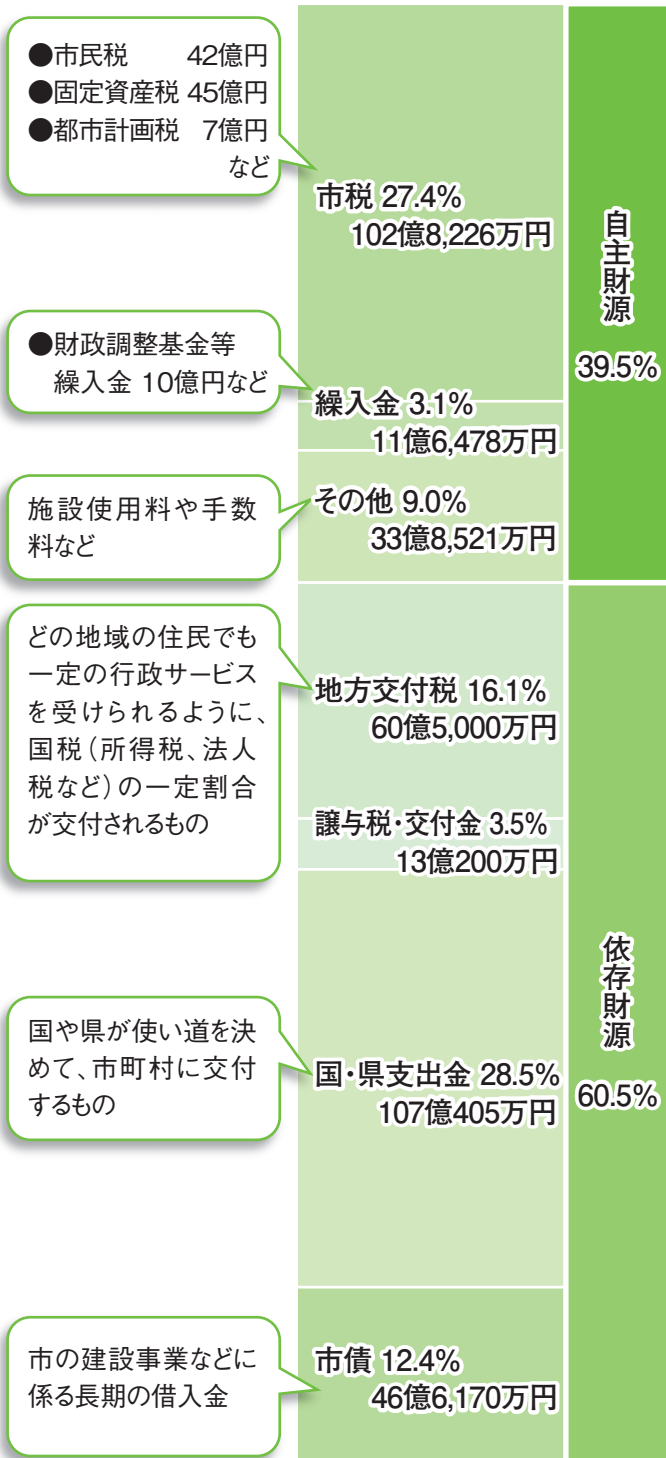 ●市民税 42億円
●固定資産税 45億円
●都市計画税 7億円
など
市税 27.4%
102億8,226万円
●財政調整基金等
繰入金 10億円など
繰入金 3.1%
11億6,478万円
施設使用料や手数
料など
その他 9.0%
33億8,521万円
自主財源
39.5%
どの地域の住民でも
一定の行政サービス
を受けられるように、
国税(所得税、法人
税など)の一定割合
が交付されるもの
地方交付税 16.1%
60億5,000万円
譲与税・交付金 3.5%
13億200万円
国や県が使い道を決
めて、市町村に交付
するもの
国・県支出金 28.5%
107億405万円
市の建設事業などに
係る長期の借入金
市債 12.4%
46億6,170万円
依存財源
60.5%